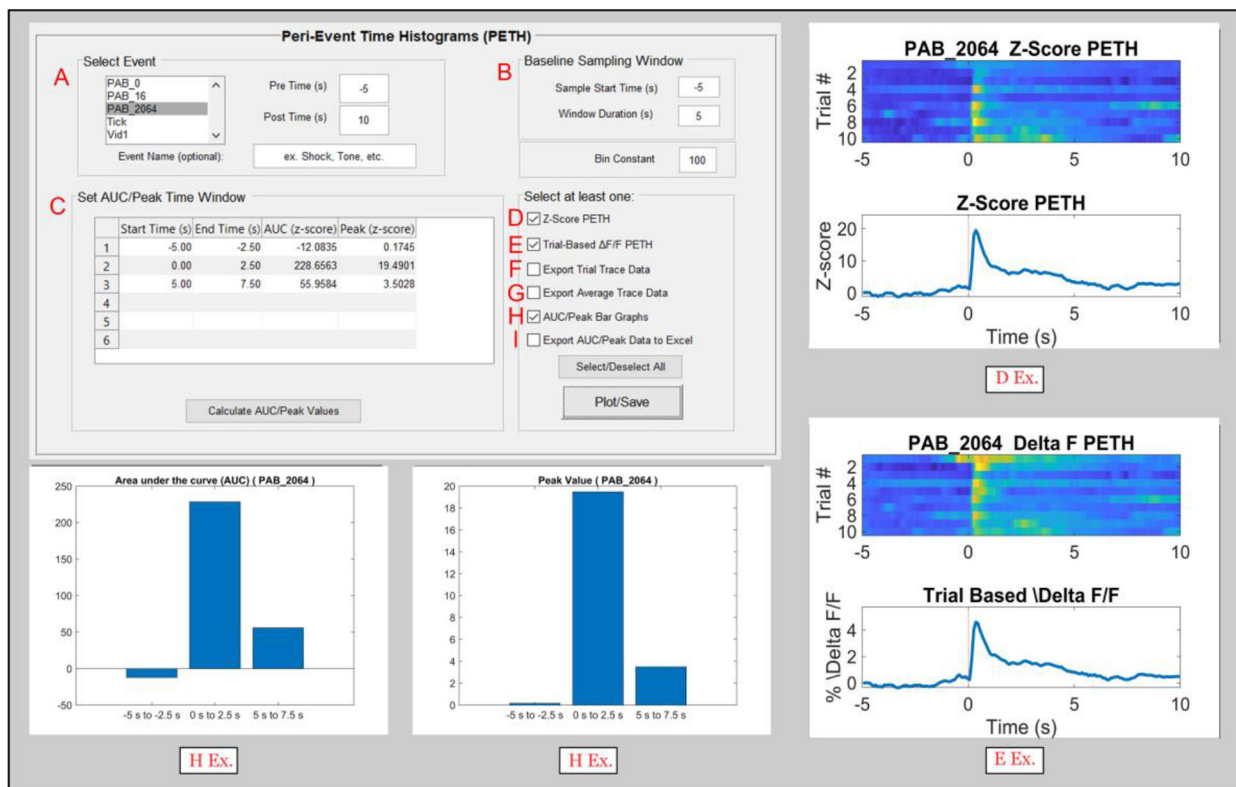 Peri-Event Time Histograms (PETH)
A
Select Event
PAB_0
PAB_16
PAB_2064
Tick
Vid1
Pre Time (s)
-5
Post Time (s)
10
Event Name (optional):
ex. Shock, Tone, etc.
B
Baseline Sampling Window
Sample Start Time (s)
-5
Window Duration (s)
5
Bin Constant
100
C
Set AUC/Peak Time Window
Start Time (s) End Time (s) AUC (z-score) Peak (z-score)
1 -5.00 -2.50 -12.0835 0.1745
2 0.00 2.50 228.6563 19.4901
3 5.00 7.50 55.9584 3.5028
4
5
6
Calculate AUC/Peak Values
Select at least one:
D Z-Score PETH
E Trial-Based ΔF/F PETH
F Export Trial Trace Data
G Export Average Trace Data
H AUC/Peak Bar Graphs
I Export AUC/Peak Data to Excel
Select/Deselect All
Plot/Save
PAB_2064 Z-Score PETH
Trial #
2
4
6
8
10
-5 0 5 10
Z-Score PETH
Z-score
20
10
0
-5 0 5 10
Time (s)
D Ex.
PAB_2064 Delta F PETH
Trial #
2
4
6
8
10
-5 0 5 10
Trial Based \Delta F/F
% \Delta F/F
4
2
0
-5 0 5 10
Time (s)
E Ex.
Area under the curve (AUC) ( PAB_2064 )
250
200
150
100
50
0
-50
-5 s to -2.5 s 0 s to 2.5 s 5 s to 7.5 s
H Ex.
Peak Value ( PAB_2064 )
20
18
16
14
12
10
8
6
4
2
0
-5 s to -2.5 s 0 s to 2.5 s 5 s to 7.5 s
H Ex.